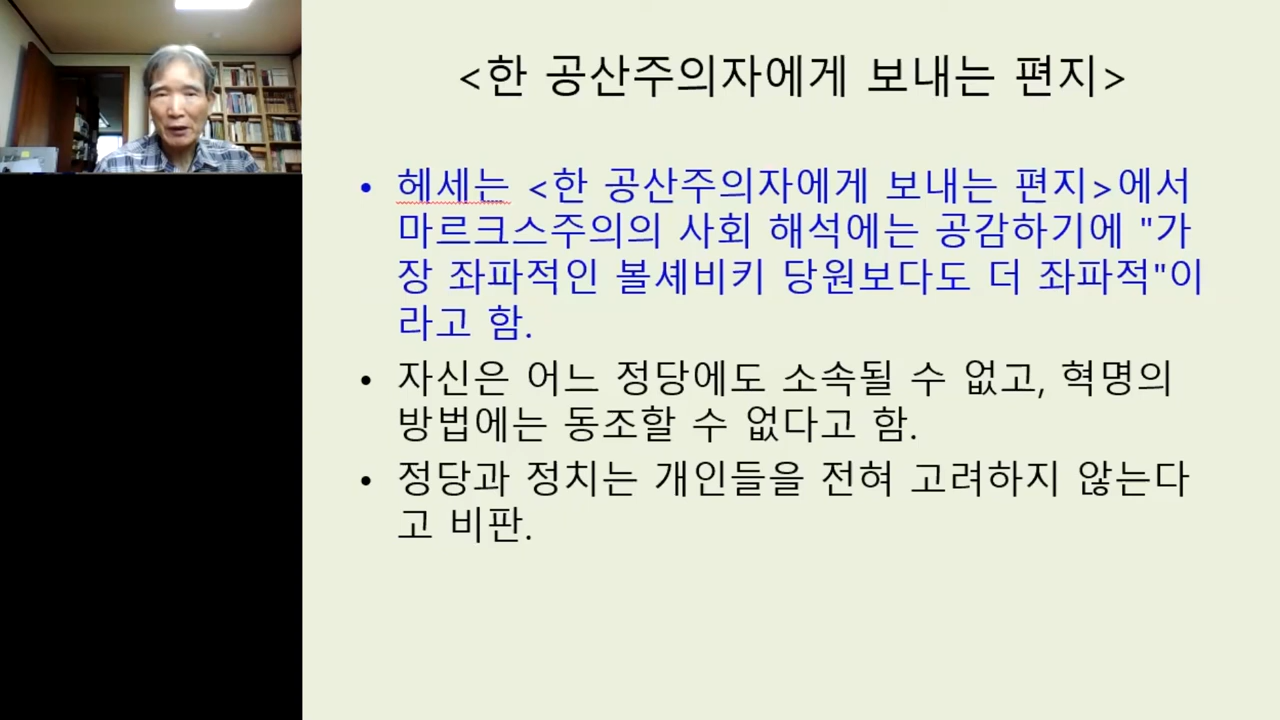 <한 공산주의자에게 보내는 편지>
• 헤세는 <한 공산주의자에게 보내는 편지>에서
마르크스주의의 사회 해석에는 공감하기에 "가
장 좌파적인 볼셰비키 당원보다도 더 좌파적"이
라고 함.
• 자신은 어느 정당에도 소속될 수 없고, 혁명의
방법에는 동조할 수 없다고 함.
• 정당과 정치는 개인들을 전혀 고려하지 않는다
고 비판.